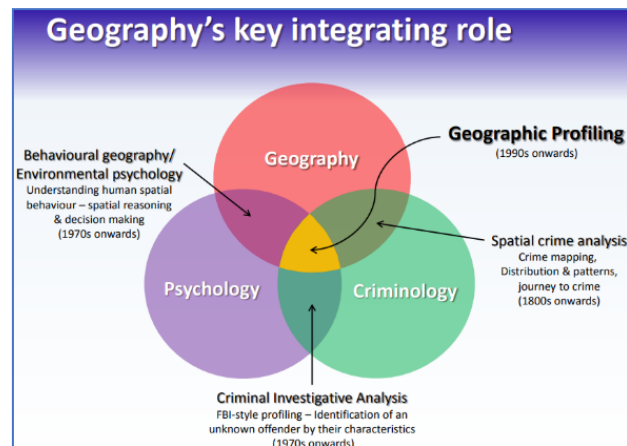 Geography's key integrating role
Geography
Psychology
Criminology
Behavioural geography/
Environmental psychology
Understanding human spatial
behaviour – spatial reasoning
& decision making
(1970s onwards)
Geographic Profiling
(1990s onwards)
Spatial crime analysis
Crime mapping,
Distribution & patterns,
journey to crime
(1800s onwards)
Criminal Investigative Analysis
FBI-style profiling – Identification of an
unknown offender by their characteristics
(1970s onwards)